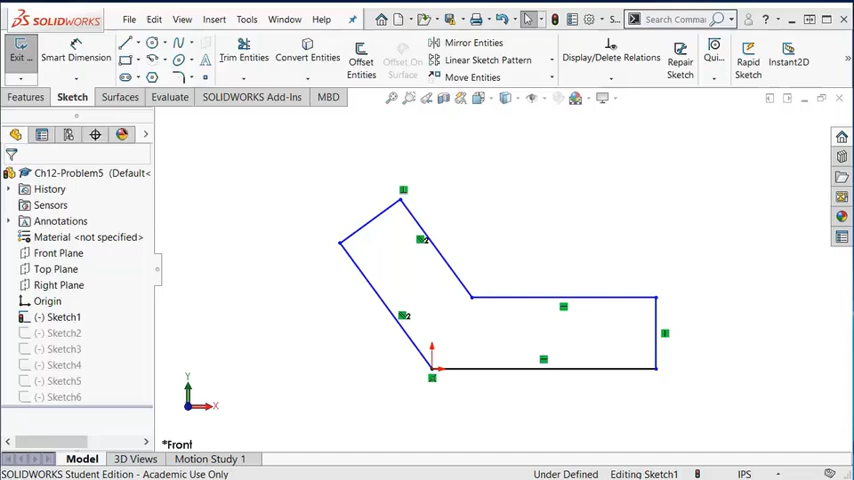 SOLIDWORKS File Edit View Insert Tools Window S... Search Comma ?
Exit ... Smart Dimension Trim Entities Convert Entities Offset Entities Offset On Surface Mirror Entities Linear Sketch Pattern Move Entities Display/Delete Relations Repair Sketch Qui... Rapid Sketch Instant2D
Features Sketch Surfaces Evaluate SOLIDWORKS Add-Ins MBD
Ch12-Problem5 (Default<
History
Sensors
Annotations
Material <not specified>
Front Plane
Top Plane
Right Plane
Origin
(-) Sketch1
(-) Sketch2
(-) Sketch3
(-) Sketch4
(-) Sketch5
(-) Sketch6
2
2
Y
X
*Front
Model 3D Views Motion Study 1
SOLIDWORKS Student Edition - Academic Use Only Under Defined Editing Sketch1 IPS